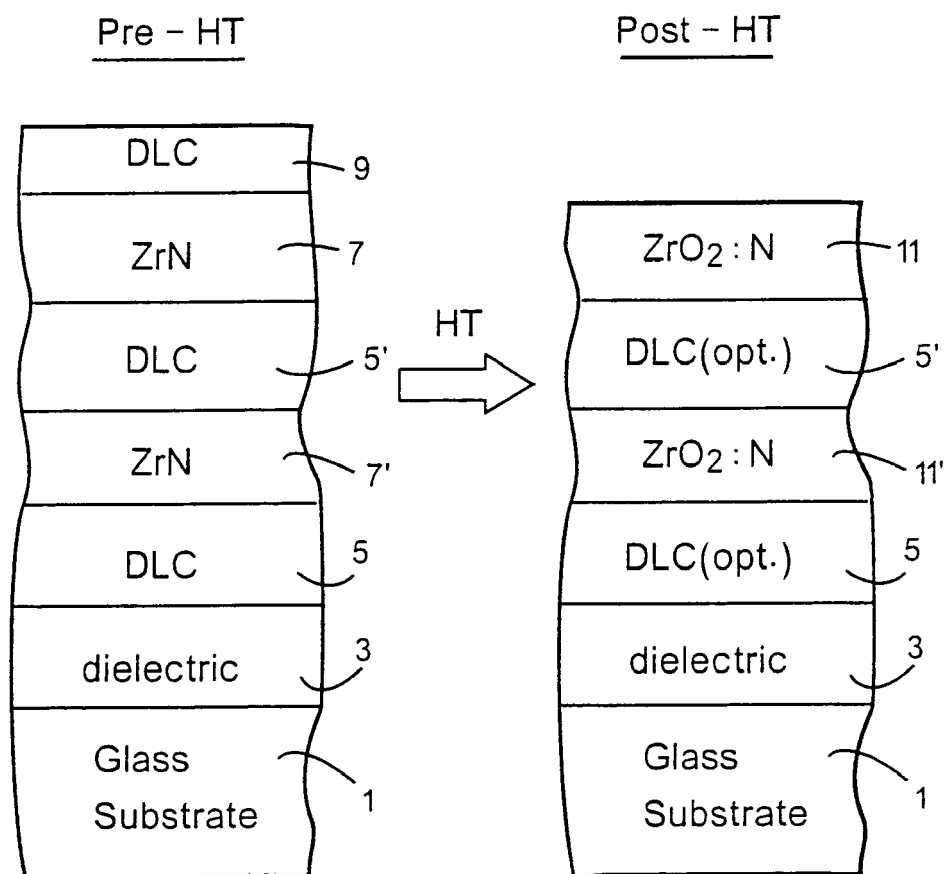 Pre – HT
DLC
9
ZrN
7
DLC
5'
ZrN
7'
DLC
5
dielectric
3
Glass
Substrate
1
HT
Post – HT
ZrO₂ : N
11
DLC(opt.)
5'
ZrO₂ : N
11'
DLC(opt.)
5
dielectric
3
Glass
Substrate
1